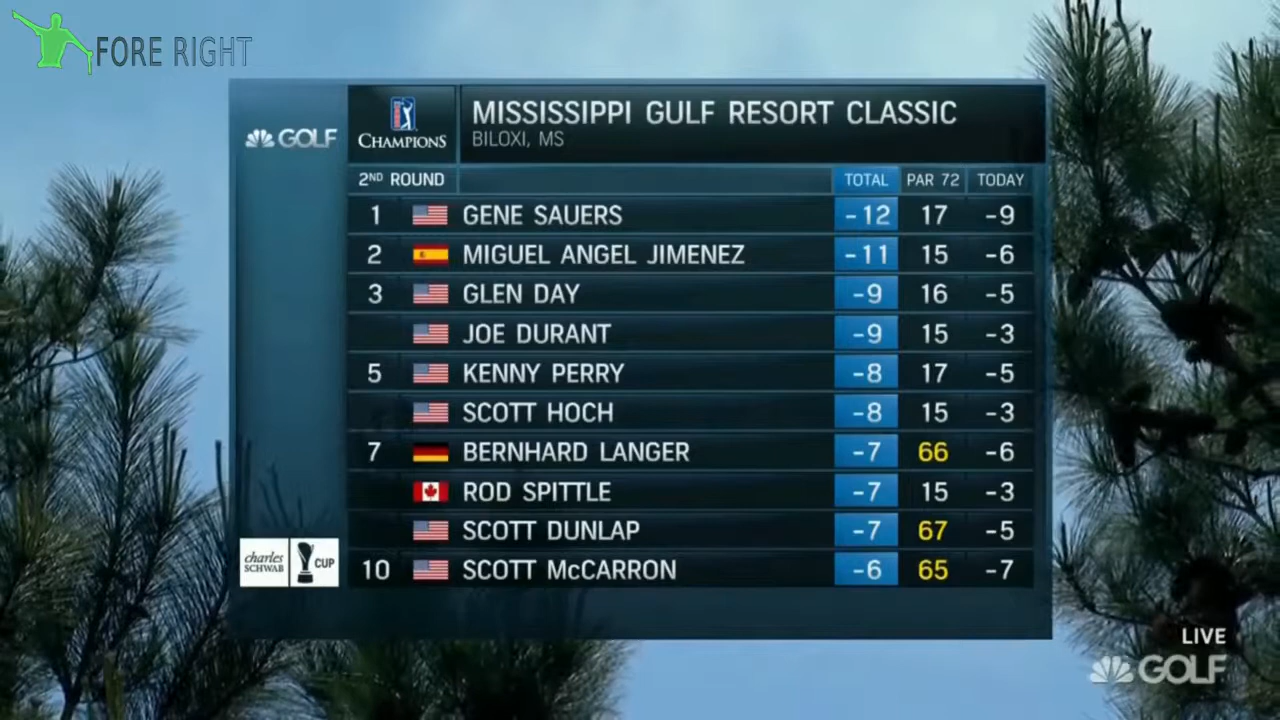 FORE RIGHT
GOLF
CHAMPIONS
MISSISSIPPI GULF RESORT CLASSIC
BILOXI, MS
2ND ROUND TOTAL PAR 72 TODAY
1 GENE SAUERS -12 17 -9
2 MIGUEL ANGEL JIMENEZ -11 15 -6
3 GLEN DAY -9 16 -5
JOE DURANT -9 15 -3
5 KENNY PERRY -8 17 -5
SCOTT HOCH -8 15 -3
7 BERNHARD LANGER -7 66 -6
ROD SPITTLE -7 15 -3
SCOTT DUNLAP -7 67 -5
10 SCOTT McCARRON -6 65 -7
charles
SCHWAB
CUP
LIVE
GOLF